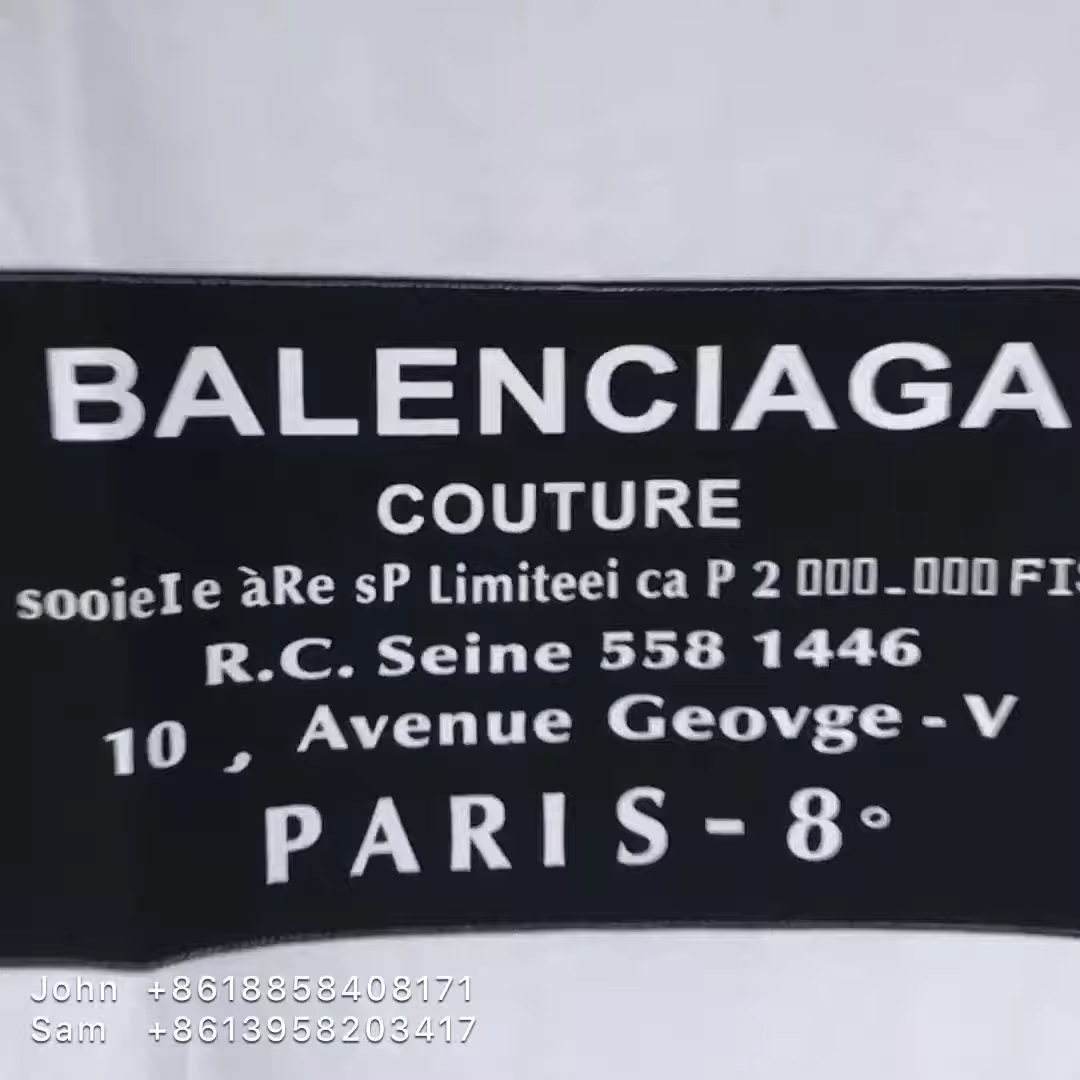 BALENCIAGA
COUTURE
sooieI e àRe sP Limiteei ca P 2 000-000 FI
R.C. Seine 558 1446
10 , Avenue Geovge - V
PARIS - 8°
John +8618858408171
Sam +8613958203417